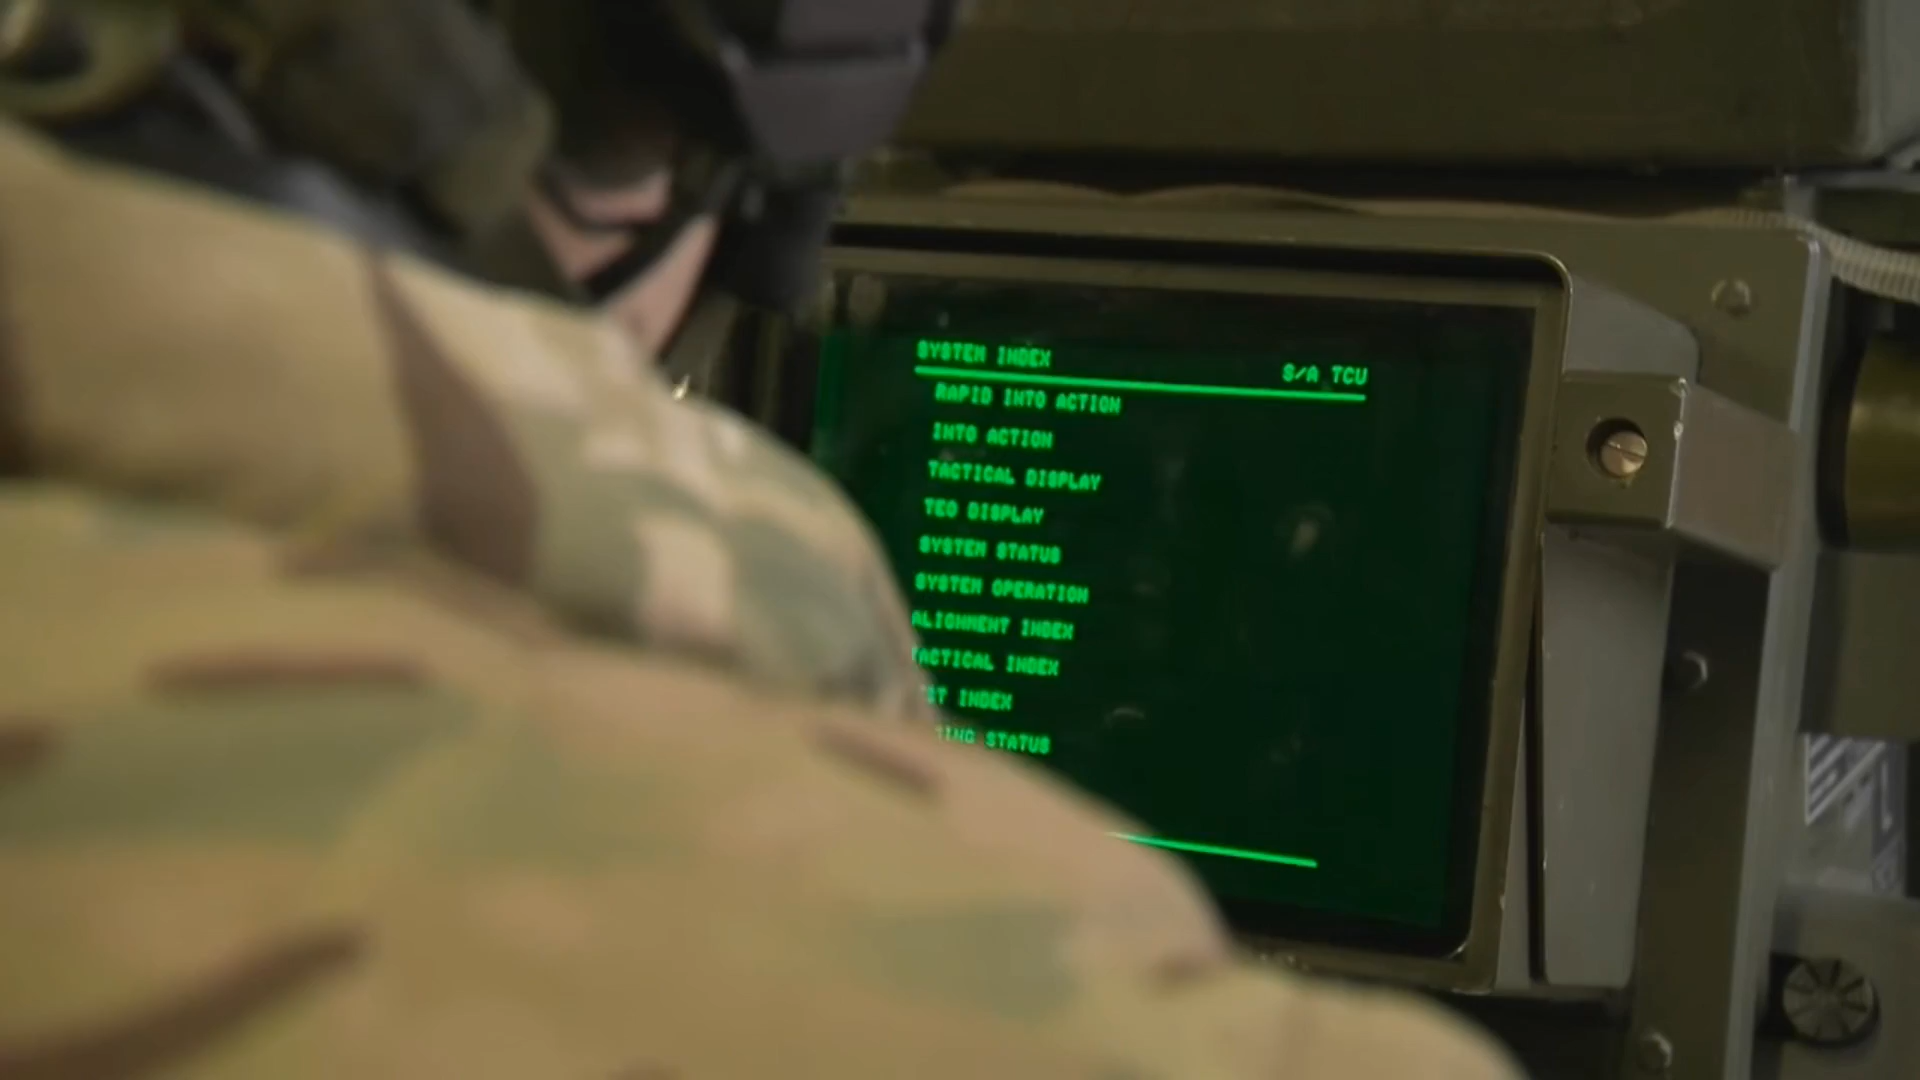 SYSTEM INDEX
S/A TCU
RAPID INTO ACTION
INTO ACTION
TACTICAL DISPLAY
TEO DISPLAY
SYSTEM STATUS
SYSTEM OPERATION
ALIGNMENT INDEX
TACTICAL INDEX
INDEX
STATUS